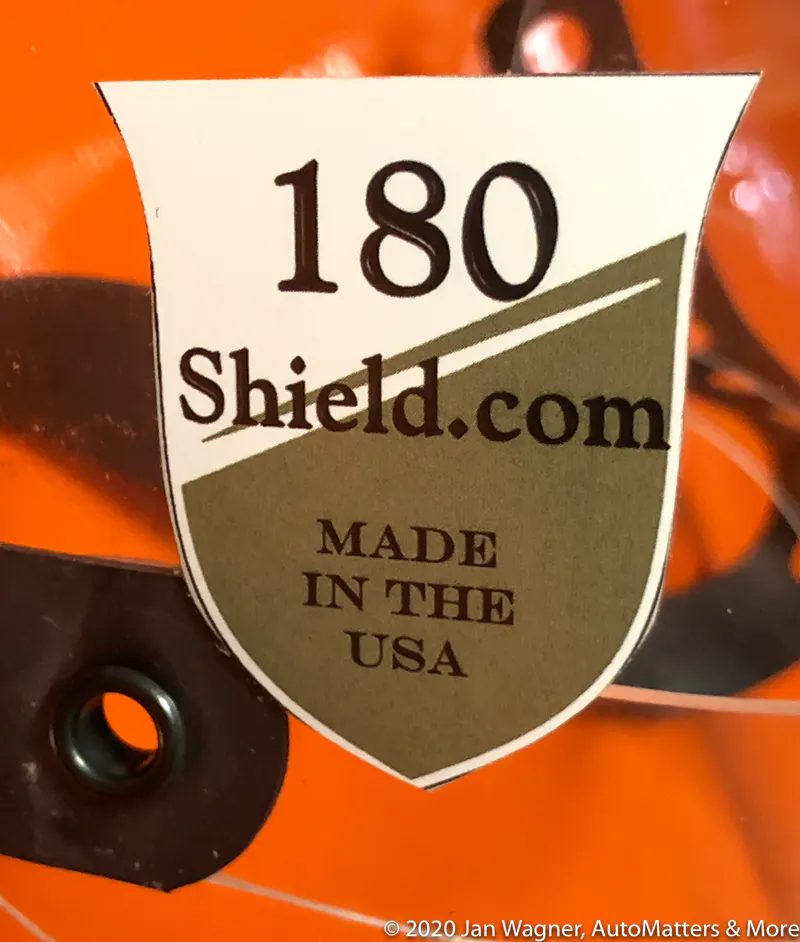 180
Shield.com
MADE
IN THE
USA
© 2020 Jan Wagner, AutoMatters & More